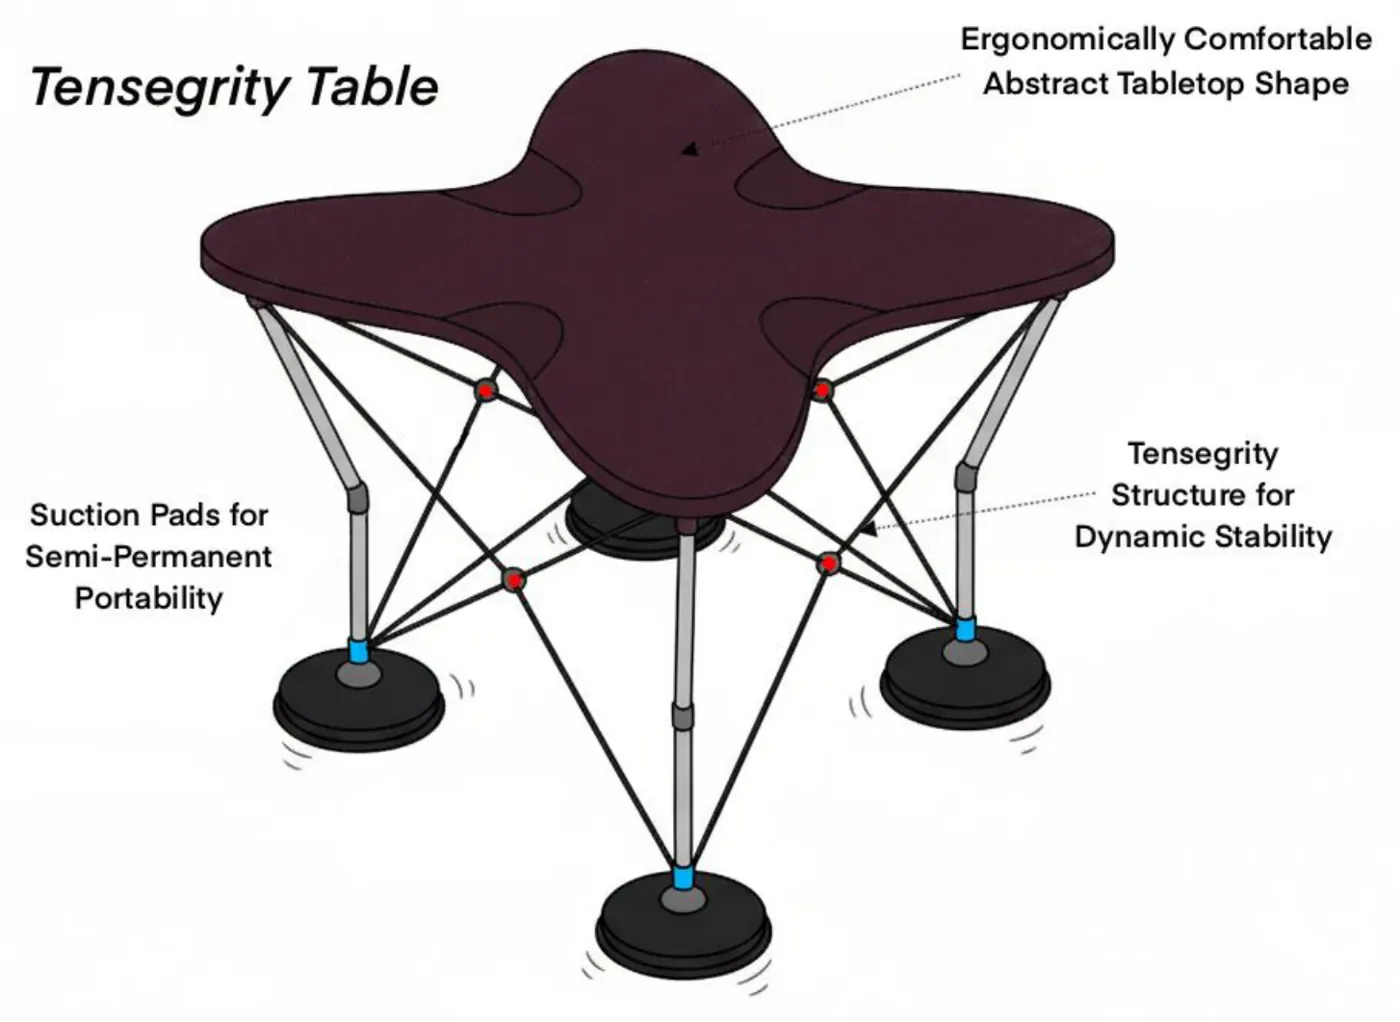 Tensegrity Table
Ergonomically Comfortable
Abstract Tabletop Shape
Tensegrity
Structure for
Dynamic Stability
Suction Pads for
Semi-Permanent
Portability